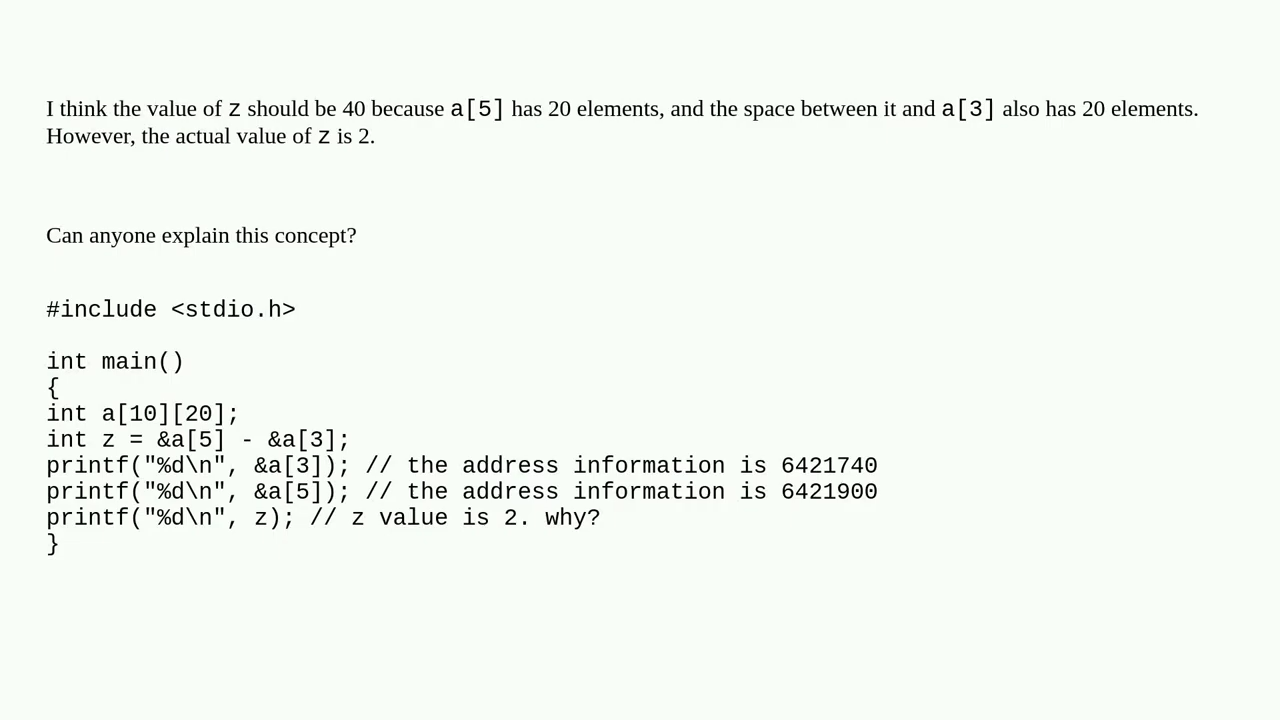 I think the value of z should be 40 because a[5] has 20 elements, and the space between it and a[3] also has 20 elements.
However, the actual value of z is 2.
Can anyone explain this concept?
#include <stdio.h>
int main()
{
int a[10][20];
int z = &a[5] - &a[3];
printf("%d\n", &a[3]); // the address information is 6421740
printf("%d\n", &a[5]); // the address information is 6421900
printf("%d\n", z); // z value is 2. why?
}